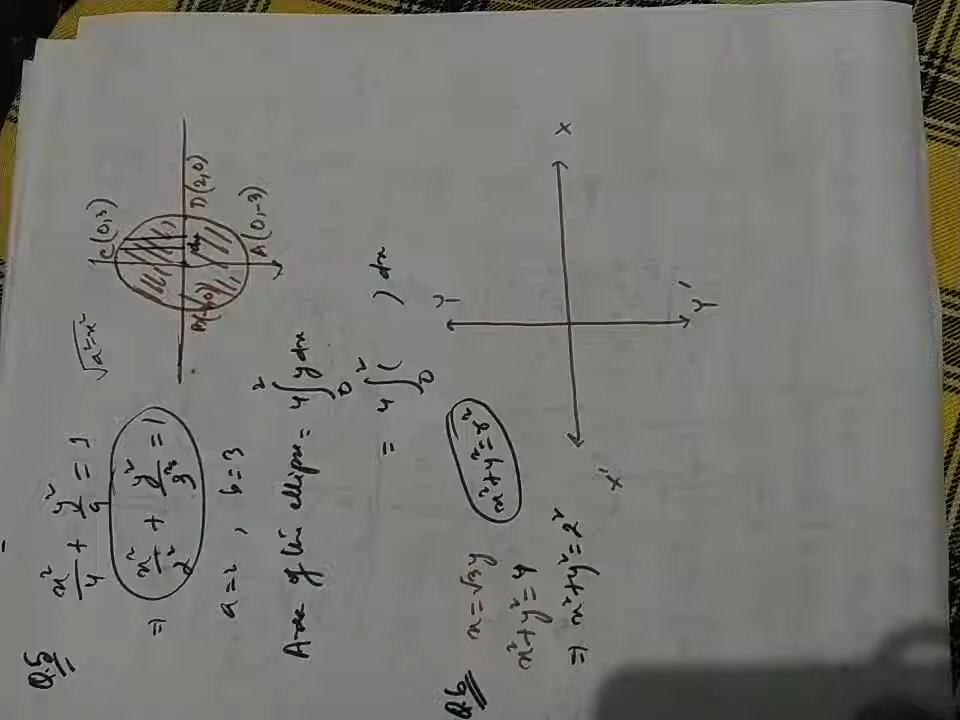 Q.5 x²/4 + y²/9 = 1
⇒ x²/2² + y²/3² = 1
√a²-x²
C(0,3)
D(2,0)
A(0,-3)
dx
a=2, b=3
Area of the ellipse = 4∫₀² y dx
= 4∫₀² ( ) dx
Q.6 x=√3y
x²+y²=4
x²+y²=2²
⇒ x²+y²=2²
Y
X
X'
Y'